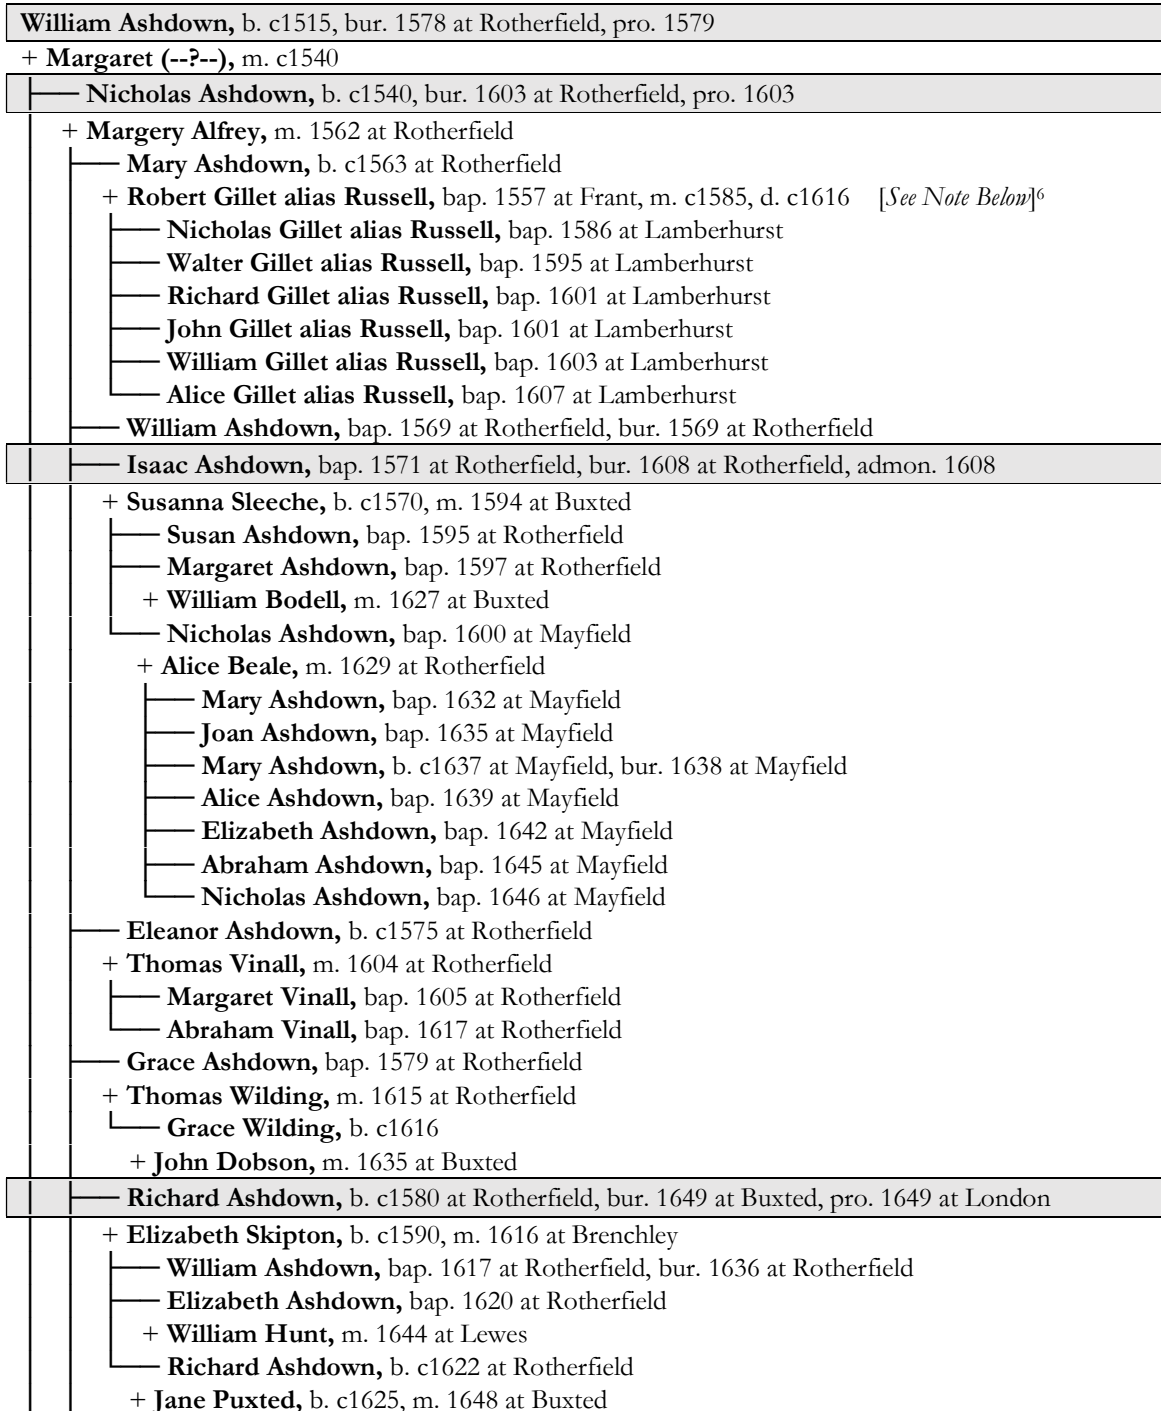 William Ashdown, b. c1515, bur. 1578 at Rotherfield, pro. 1579
+ Margaret (--?--), m. c1540
Nicholas Ashdown, b. c1540, bur. 1603 at Rotherfield, pro. 1603
+ Margery Alfrey, m. 1562 at Rotherfield
Mary Ashdown, b. c1563 at Rotherfield
+ Robert Gillet alias Russell, bap. 1557 at Frant, m. c1585, d. c1616 [See Note Below]6
Nicholas Gillet alias Russell, bap. 1586 at Lamberhurst
Walter Gillet alias Russell, bap. 1595 at Lamberhurst
Richard Gillet alias Russell, bap. 1601 at Lamberhurst
John Gillet alias Russell, bap. 1601 at Lamberhurst
William Gillet alias Russell, bap. 1603 at Lamberhurst
Alice Gillet alias Russell, bap. 1607 at Lamberhurst
William Ashdown, bap. 1569 at Rotherfield, bur. 1569 at Rotherfield
Isaac Ashdown, bap. 1571 at Rotherfield, bur. 1608 at Rotherfield, admon. 1608
+ Susanna Sleeche, b. c1570, m. 1594 at Buxted
Susan Ashdown, bap. 1595 at Rotherfield
Margaret Ashdown, bap. 1597 at Rotherfield
+ William Bodell, m. 1627 at Buxted
Nicholas Ashdown, bap. 1600 at Mayfield
+ Alice Beale, m. 1629 at Rotherfield
Mary Ashdown, bap. 1632 at Mayfield
Joan Ashdown, bap. 1635 at Mayfield
Mary Ashdown, b. c1637 at Mayfield, bur. 1638 at Mayfield
Alice Ashdown, bap. 1639 at Mayfield
Elizabeth Ashdown, bap. 1642 at Mayfield
Abraham Ashdown, bap. 1645 at Mayfield
Nicholas Ashdown, bap. 1646 at Mayfield
Eleanor Ashdown, b. c1575 at Rotherfield
+ Thomas Vinall, m. 1604 at Rotherfield
Margaret Vinall, bap. 1605 at Rotherfield
Abraham Vinall, bap. 1617 at Rotherfield
Grace Ashdown, bap. 1579 at Rotherfield
+ Thomas Wilding, m. 1615 at Rotherfield
Grace Wilding, b. c1616
+ John Dobson, m. 1635 at Buxted
Richard Ashdown, b. c1580 at Rotherfield, bur. 1649 at Buxted, pro. 1649 at London
+ Elizabeth Skipton, b. c1590, m. 1616 at Brenchley
William Ashdown, bap. 1617 at Rotherfield, bur. 1636 at Rotherfield
Elizabeth Ashdown, bap. 1620 at Rotherfield
+ William Hunt, m. 1644 at Lewes
Richard Ashdown, b. c1622 at Rotherfield
+ Jane Puxted, b. c1625, m. 1648 at Buxted